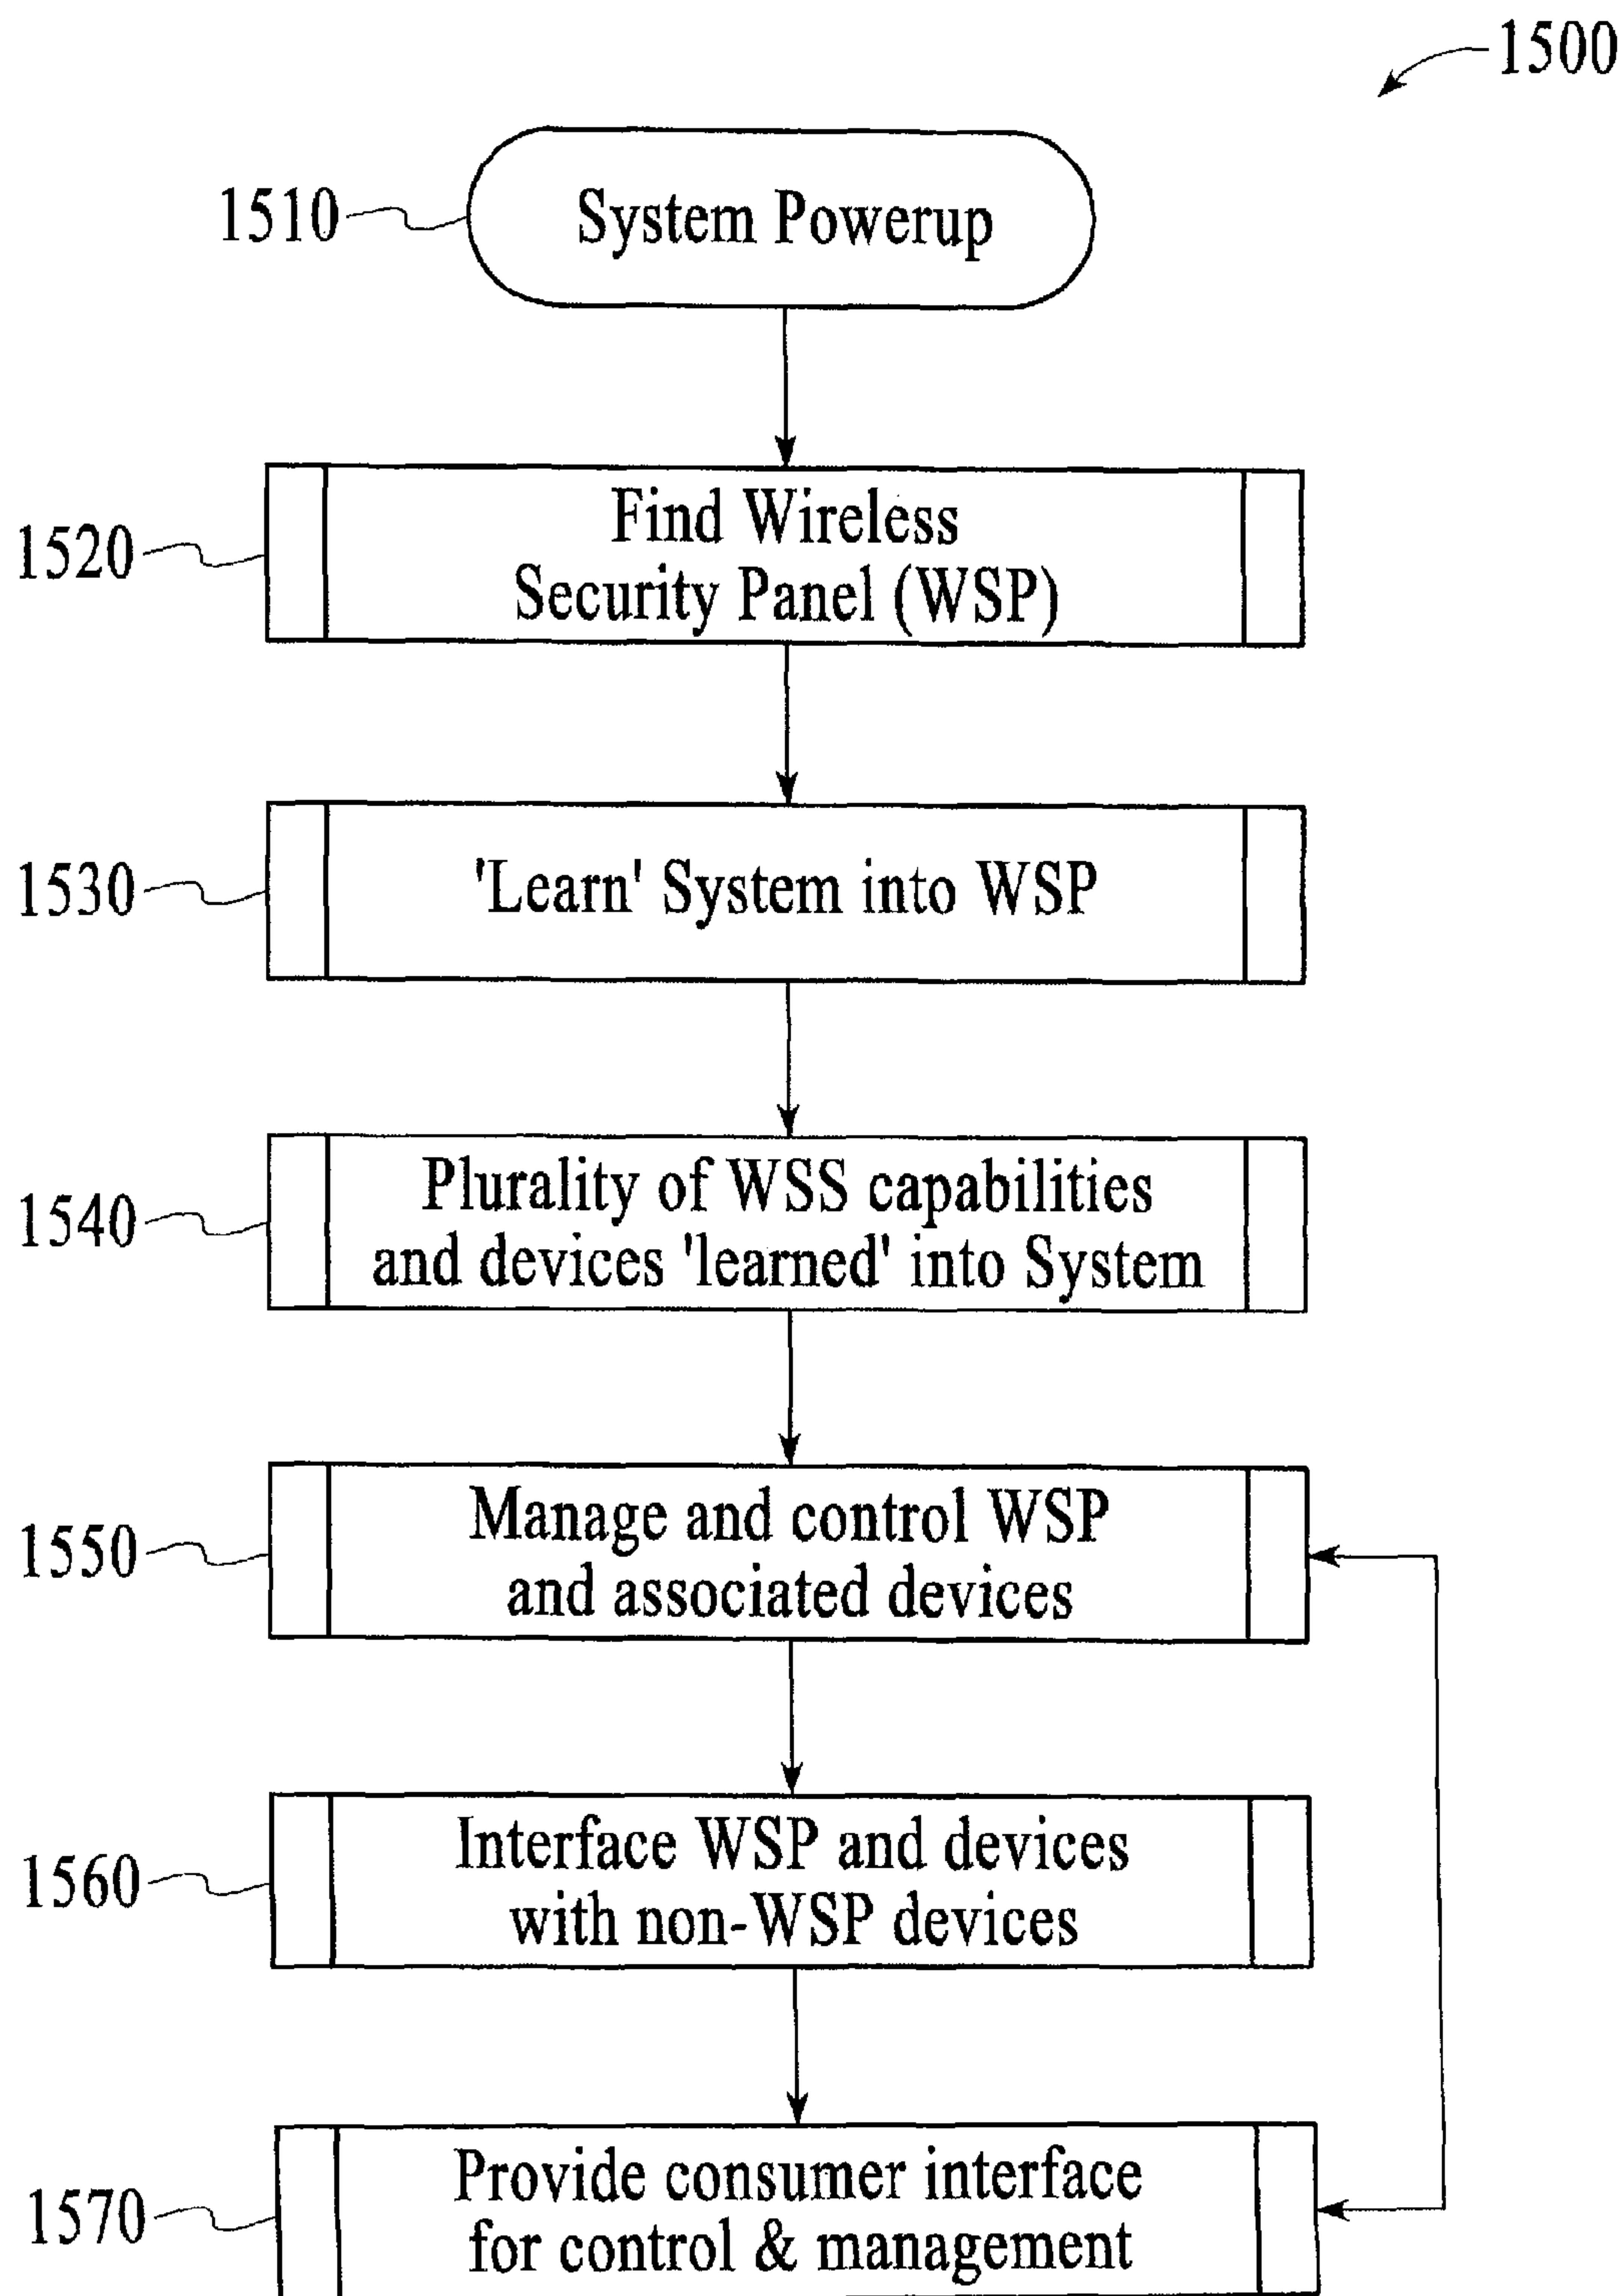 1500
1510
System Powerup
1520
Find Wireless
Security Panel (WSP)
1530
'Learn' System into WSP
1540
Plurality of WSS capabilities
and devices 'learned' into System
1550
Manage and control WSP
and associated devices
1560
Interface WSP and devices
with non-WSP devices
1570
Provide consumer interface
for control & management